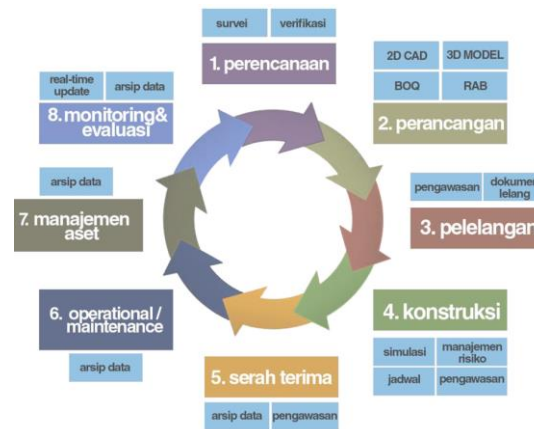 survei
verifikasi
1. perencanaan
2D CAD
3D MODEL
BOQ
RAB
2. perancangan
pengawasan
dokumen
lelang
3. pelelangan
4. konstruksi
simulasi
manajemen
risiko
jadwal
pengawasan
5. serah terima
arsip data
pengawasan
6. operational /
maintenance
arsip data
arsip data
7. manajemen
aset
real-time
update
arsip data
8. monitoring&
evaluasi